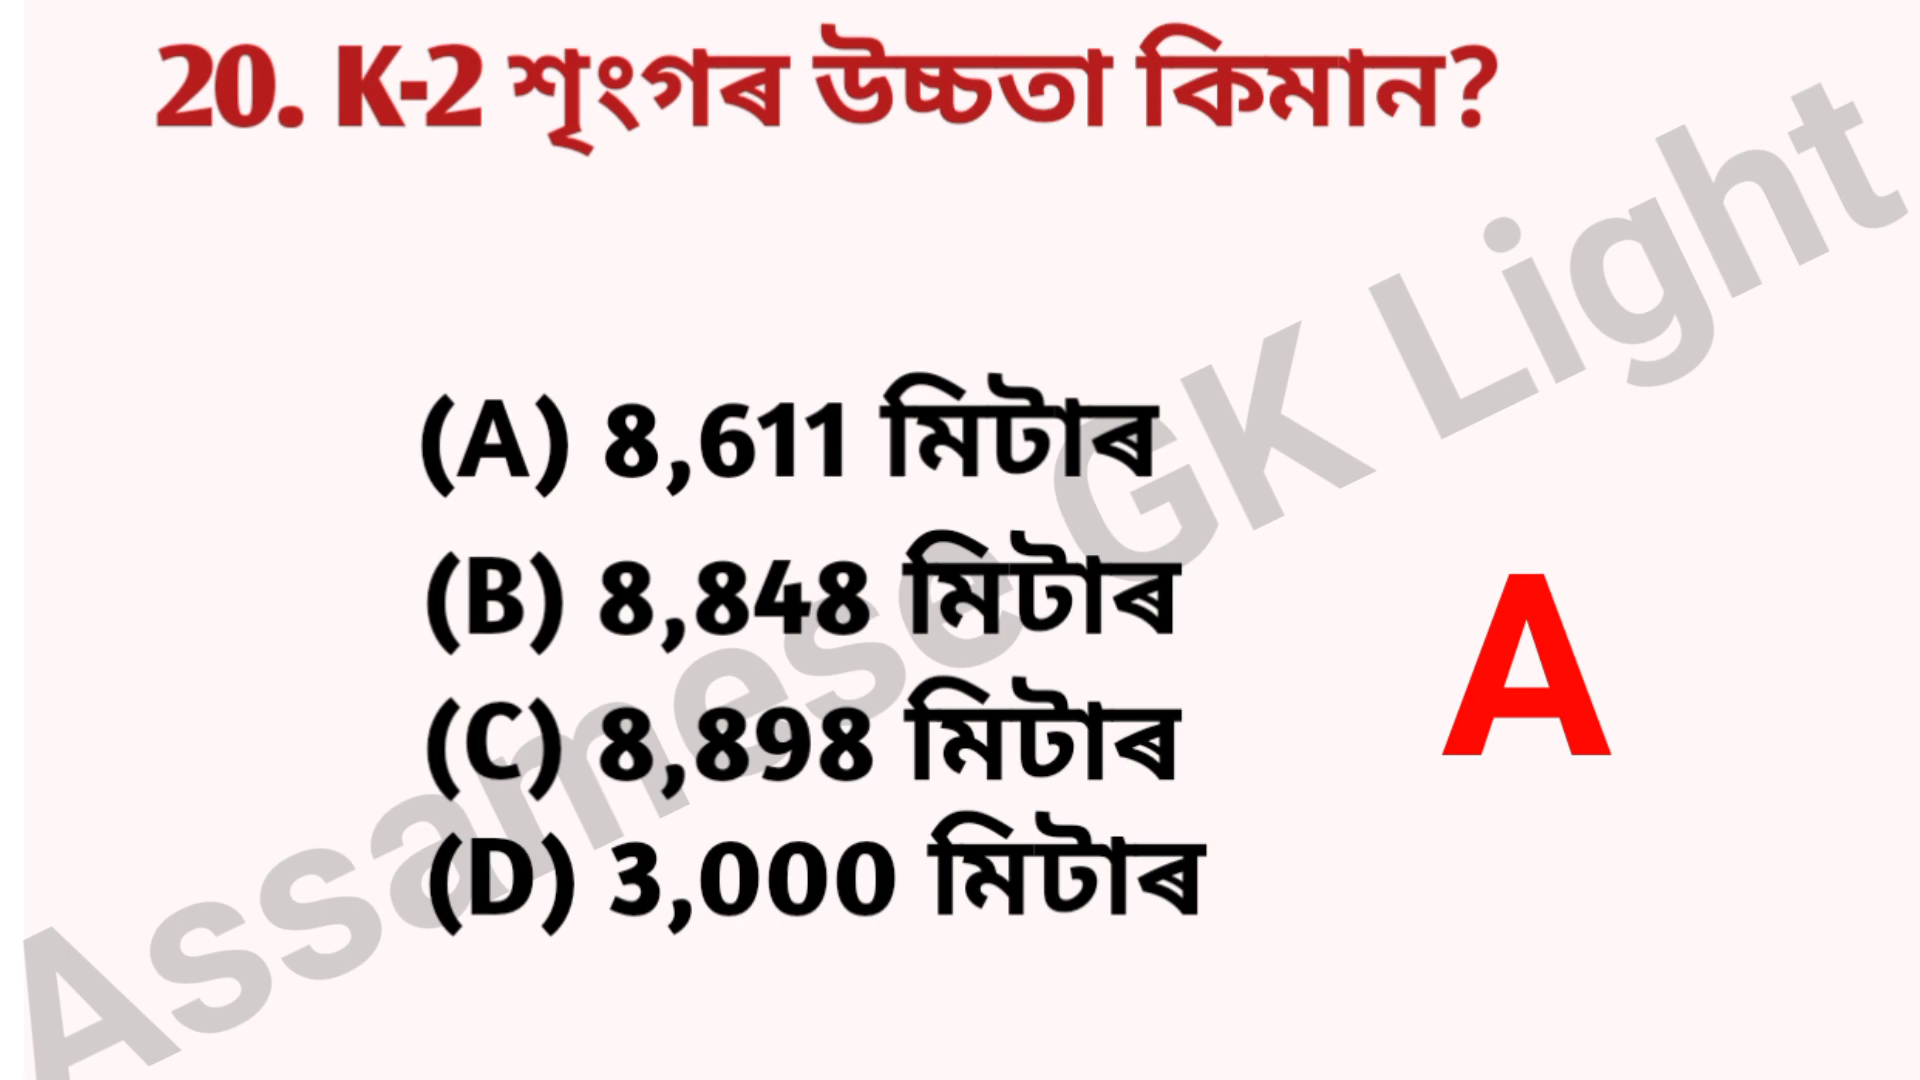 20. K-2 শৃংগৰ উচ্চতা কিমান?
(A) 8,611 মিটাৰ
(B) 8,848 মিটাৰ
(C) 8,898 মিটাৰ
(D) 3,000 মিটাৰ
A
Assamese GK Light